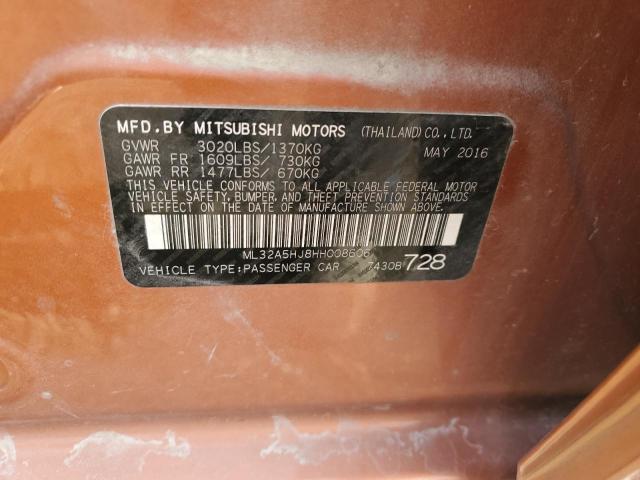 MFD.BY MITSUBISHI MOTORS (THAILAND)CO.,LTD.
GVWR 3020LBS/1370KG MAY 2016
GAWR FR 1609LBS/ 730KG
GAWR RR 1477LBS/ 670KG
THIS VEHICLE CONFORMS TO ALL APPLICABLE FEDERAL MOTOR
VEHICLE SAFETY, BUMPER, AND THEFT PREVENTION STANDARDS
IN EFFECT ON THE DATE OF MANUFACTURE SHOWN ABOVE.
ML32A5HJ8HH008606
VEHICLE TYPE:PASSENGER CAR 7430B 728